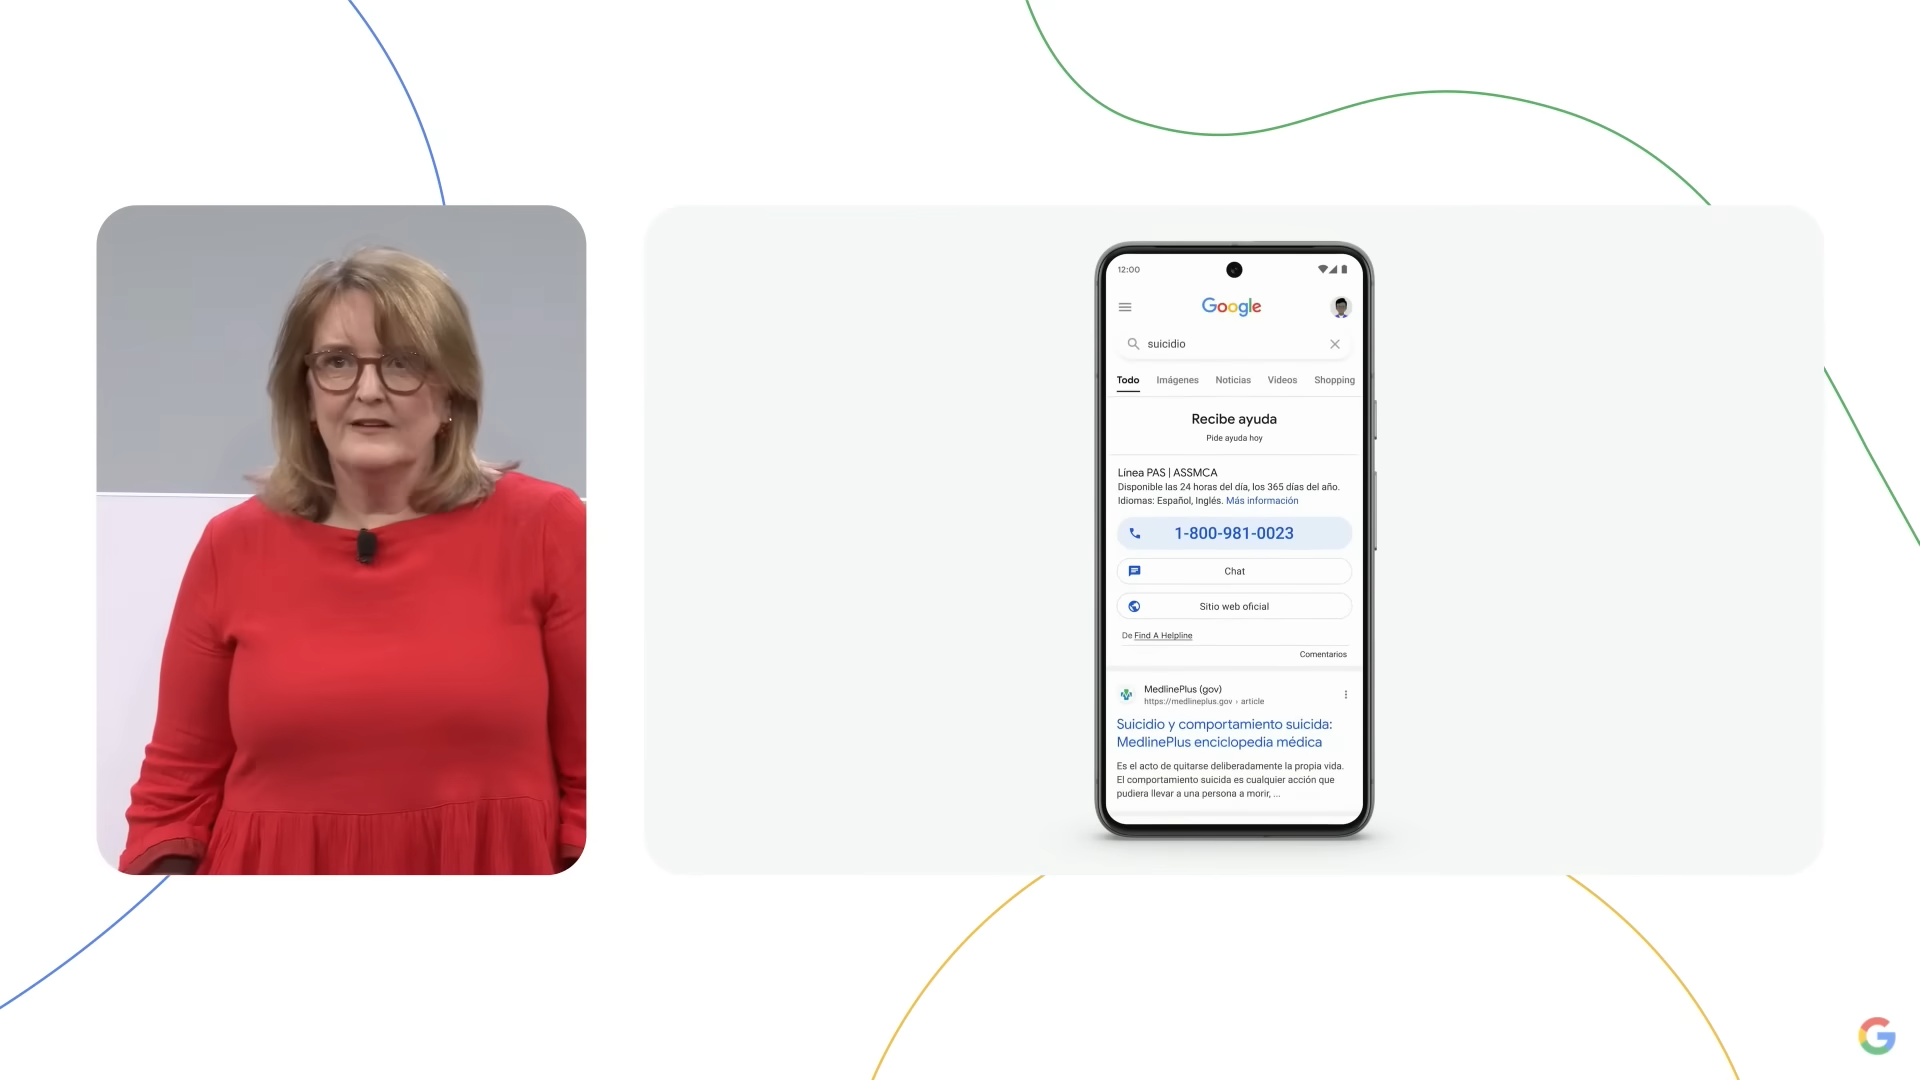 12:00
Google
suicidio
Todo Imágenes Noticias Videos Shopping
Recibe ayuda
Pide ayuda hoy
Línea PAS | ASSMCA
Disponible las 24 horas del día, los 365 días del año.
Idiomas: Español, Inglés. Más información
1-800-981-0023
Chat
Sitio web oficial
De Find A Helpline
Comentarios
MedlinePlus (gov)
https://medlineplus.gov › article
Suicidio y comportamiento suicida:
MedlinePlus enciclopedia médica
Es el acto de quitarse deliberadamente la propia vida.
El comportamiento suicida es cualquier acción que
pudiera llevar a una persona a morir, ...
G